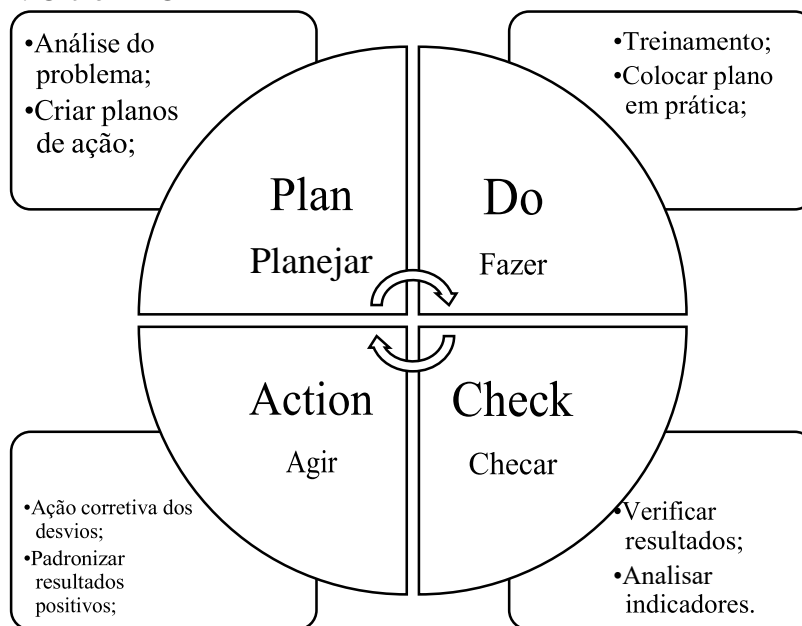 •Análise do
problema;
•Criar planos
de ação;
•Treinamento;
•Colocar plano
em prática;
Plan
Planejar
Do
Fazer
Action
Agir
Check
Checar
•Ação corretiva dos
desvios;
•Padronizar
resultados
positivos;
•Verificar
resultados;
•Analisar
indicadores.